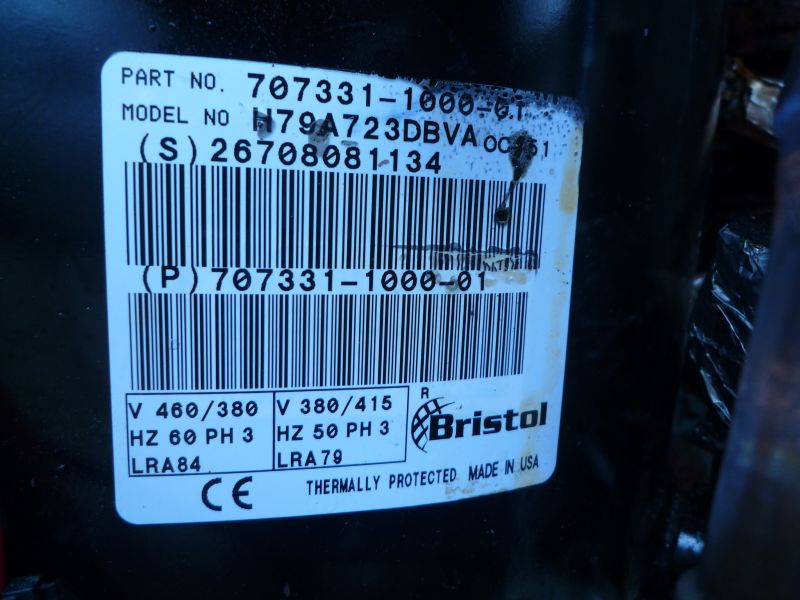 PART NO. 707331-1000-01
MODEL NO H79A723DBVA
(S) 26708081134
(P) 707331-1000-01
V 460/380
HZ 60 PH 3
LRA84
V 380/415
HZ 50 PH 3
LRA79
R
Bristol
CE
THERMALLY PROTECTED MADE IN USA